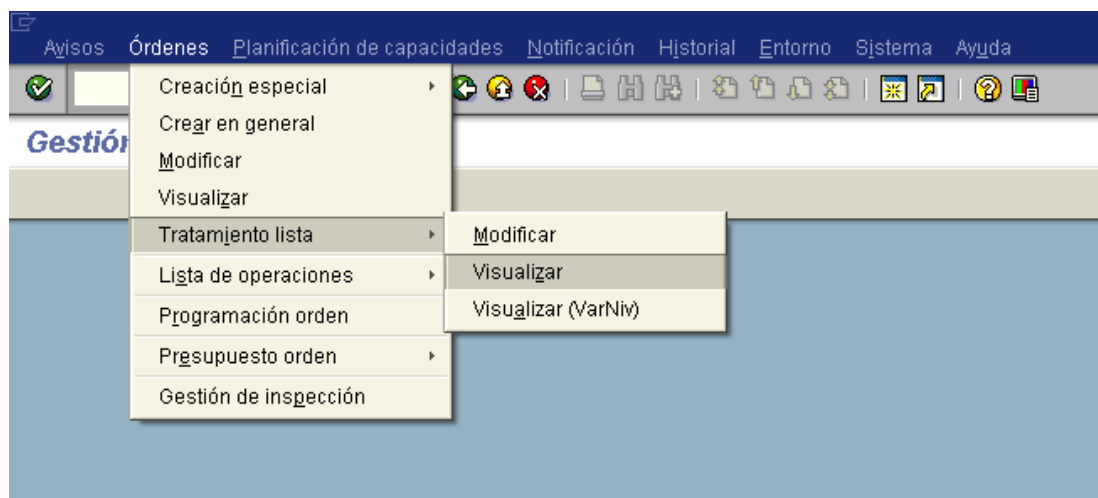 Avisos Órdenes Planificación de capacidades Notificación Historial Entorno Sistema Ayuda
Creación especial
Crear en general
Gestión
Modificar
Visualizar
Tratamiento lista
Modificar
Lista de operaciones
Visualizar
Programación orden
Visualizar (VarNiv)
Presupuesto orden
Gestión de inspección